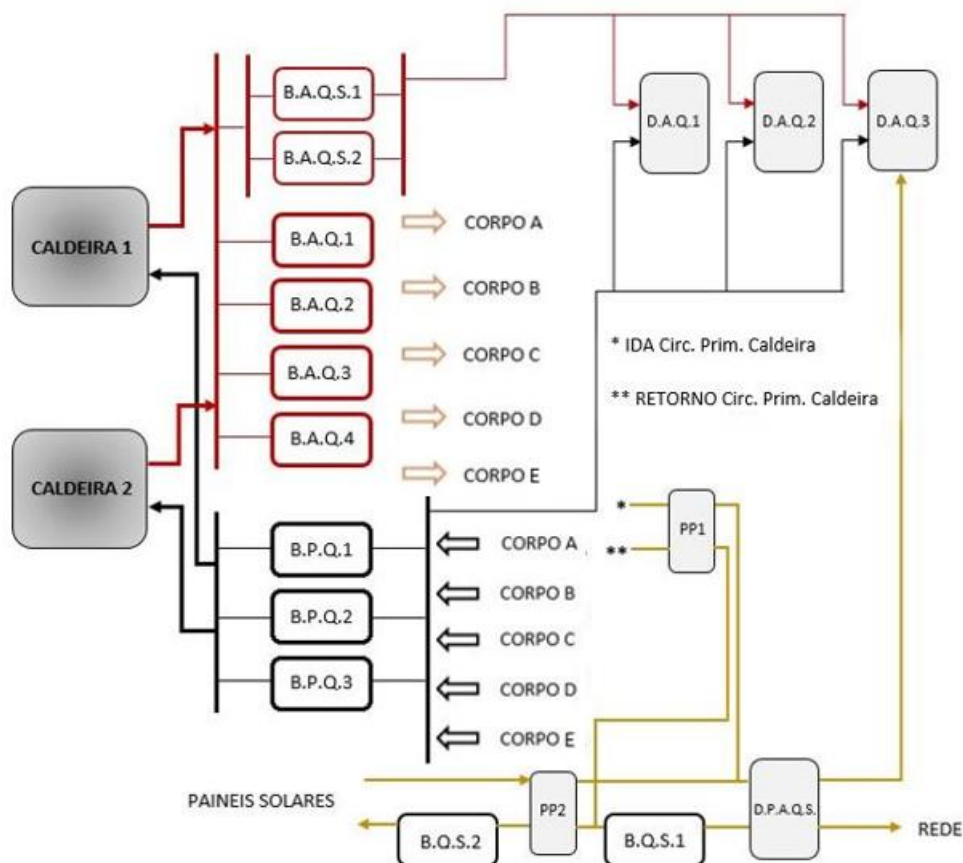 B.A.Q.S.1
B.A.Q.S.2
D.A.Q.1
D.A.Q.2
D.A.Q.3
CALDEIRA 1
B.A.Q.1
B.A.Q.2
B.A.Q.3
B.A.Q.4
CORPO A
CORPO B
CORPO C
CORPO D
CORPO E
* IDA Circ. Prim. Caldeira
** RETORNO Circ. Prim. Caldeira
CALDEIRA 2
B.P.Q.1
B.P.Q.2
B.P.Q.3
CORPO A
CORPO B
CORPO C
CORPO D
CORPO E
*
**
PP1
PAINEIS SOLARES
B.Q.S.2
PP2
B.Q.S.1
D.P.A.Q.S.
REDE